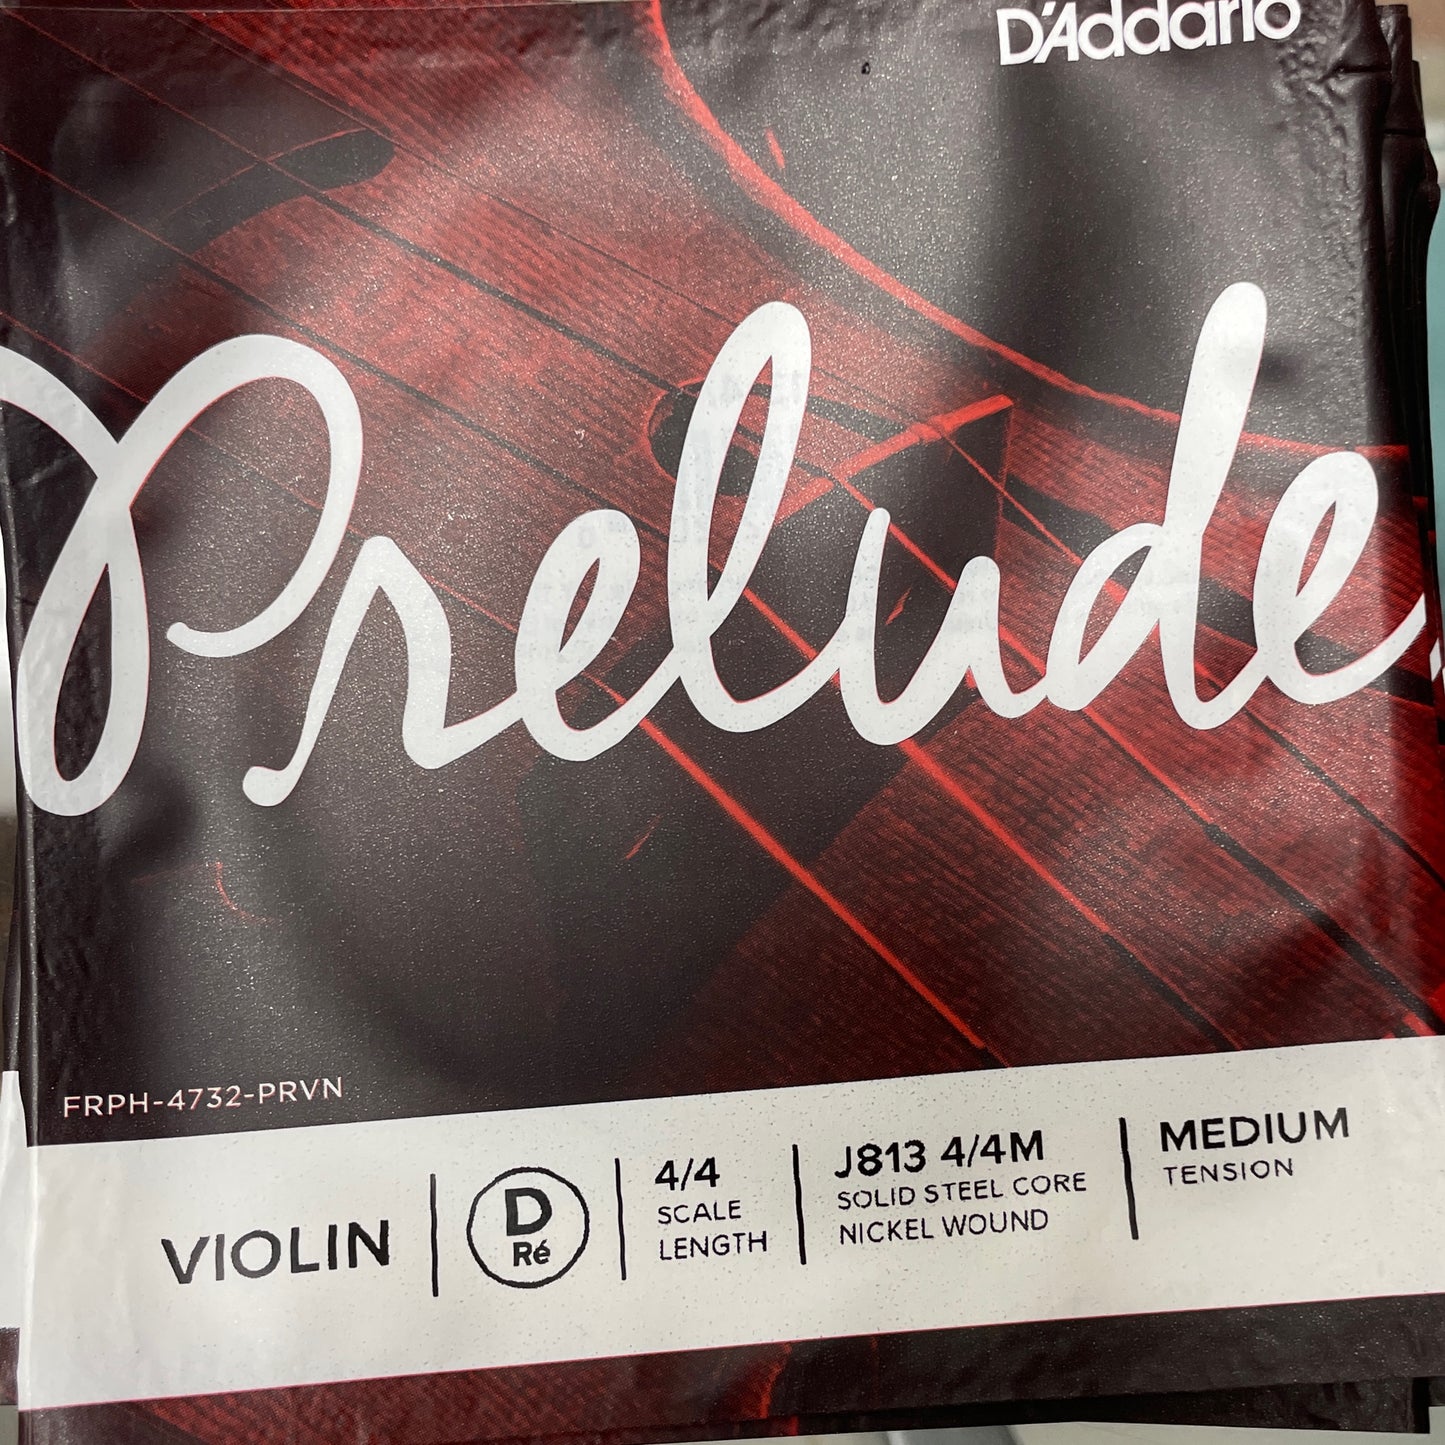 D'Addario
Prelude
FRPH-4732-PRVN
VIOLIN
D
Ré
4/4
SCALE
LENGTH
J813 4/4M
SOLID STEEL CORE
NICKEL WOUND
MEDIUM
TENSION